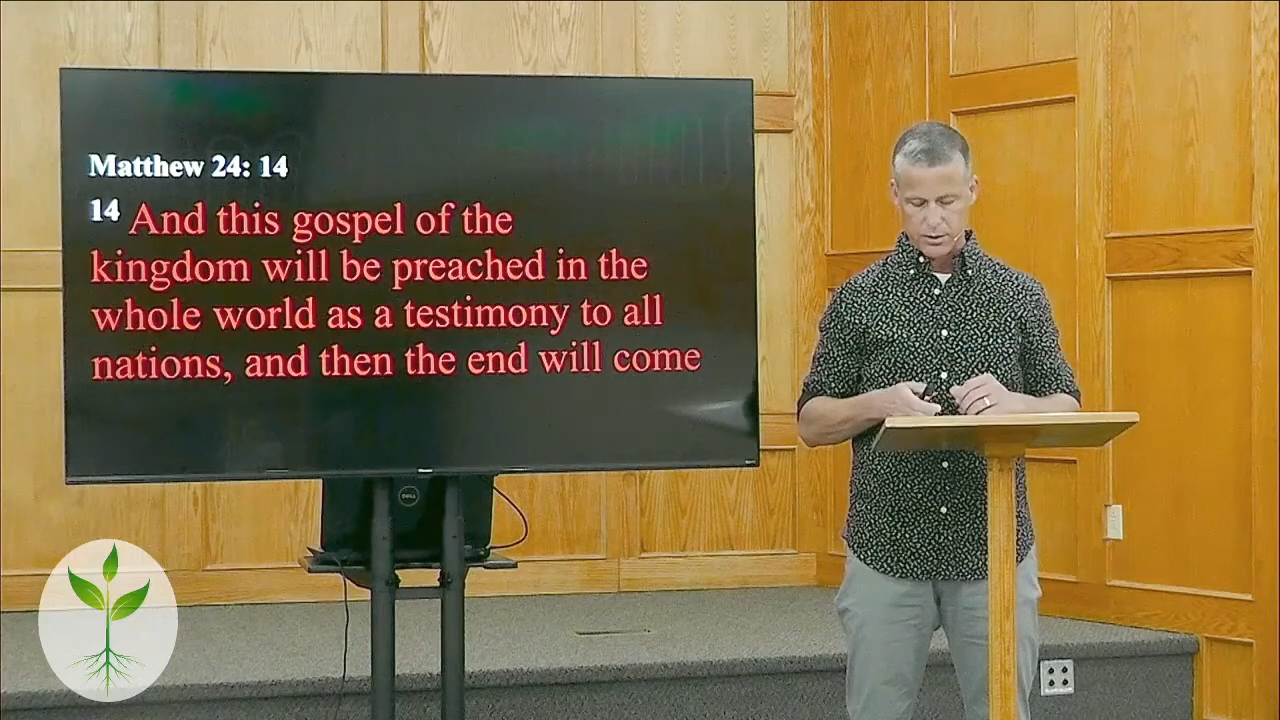 Matthew 24: 14
14 And this gospel of the
kingdom will be preached in the
whole world as a testimony to all
nations, and then the end will come
DELL